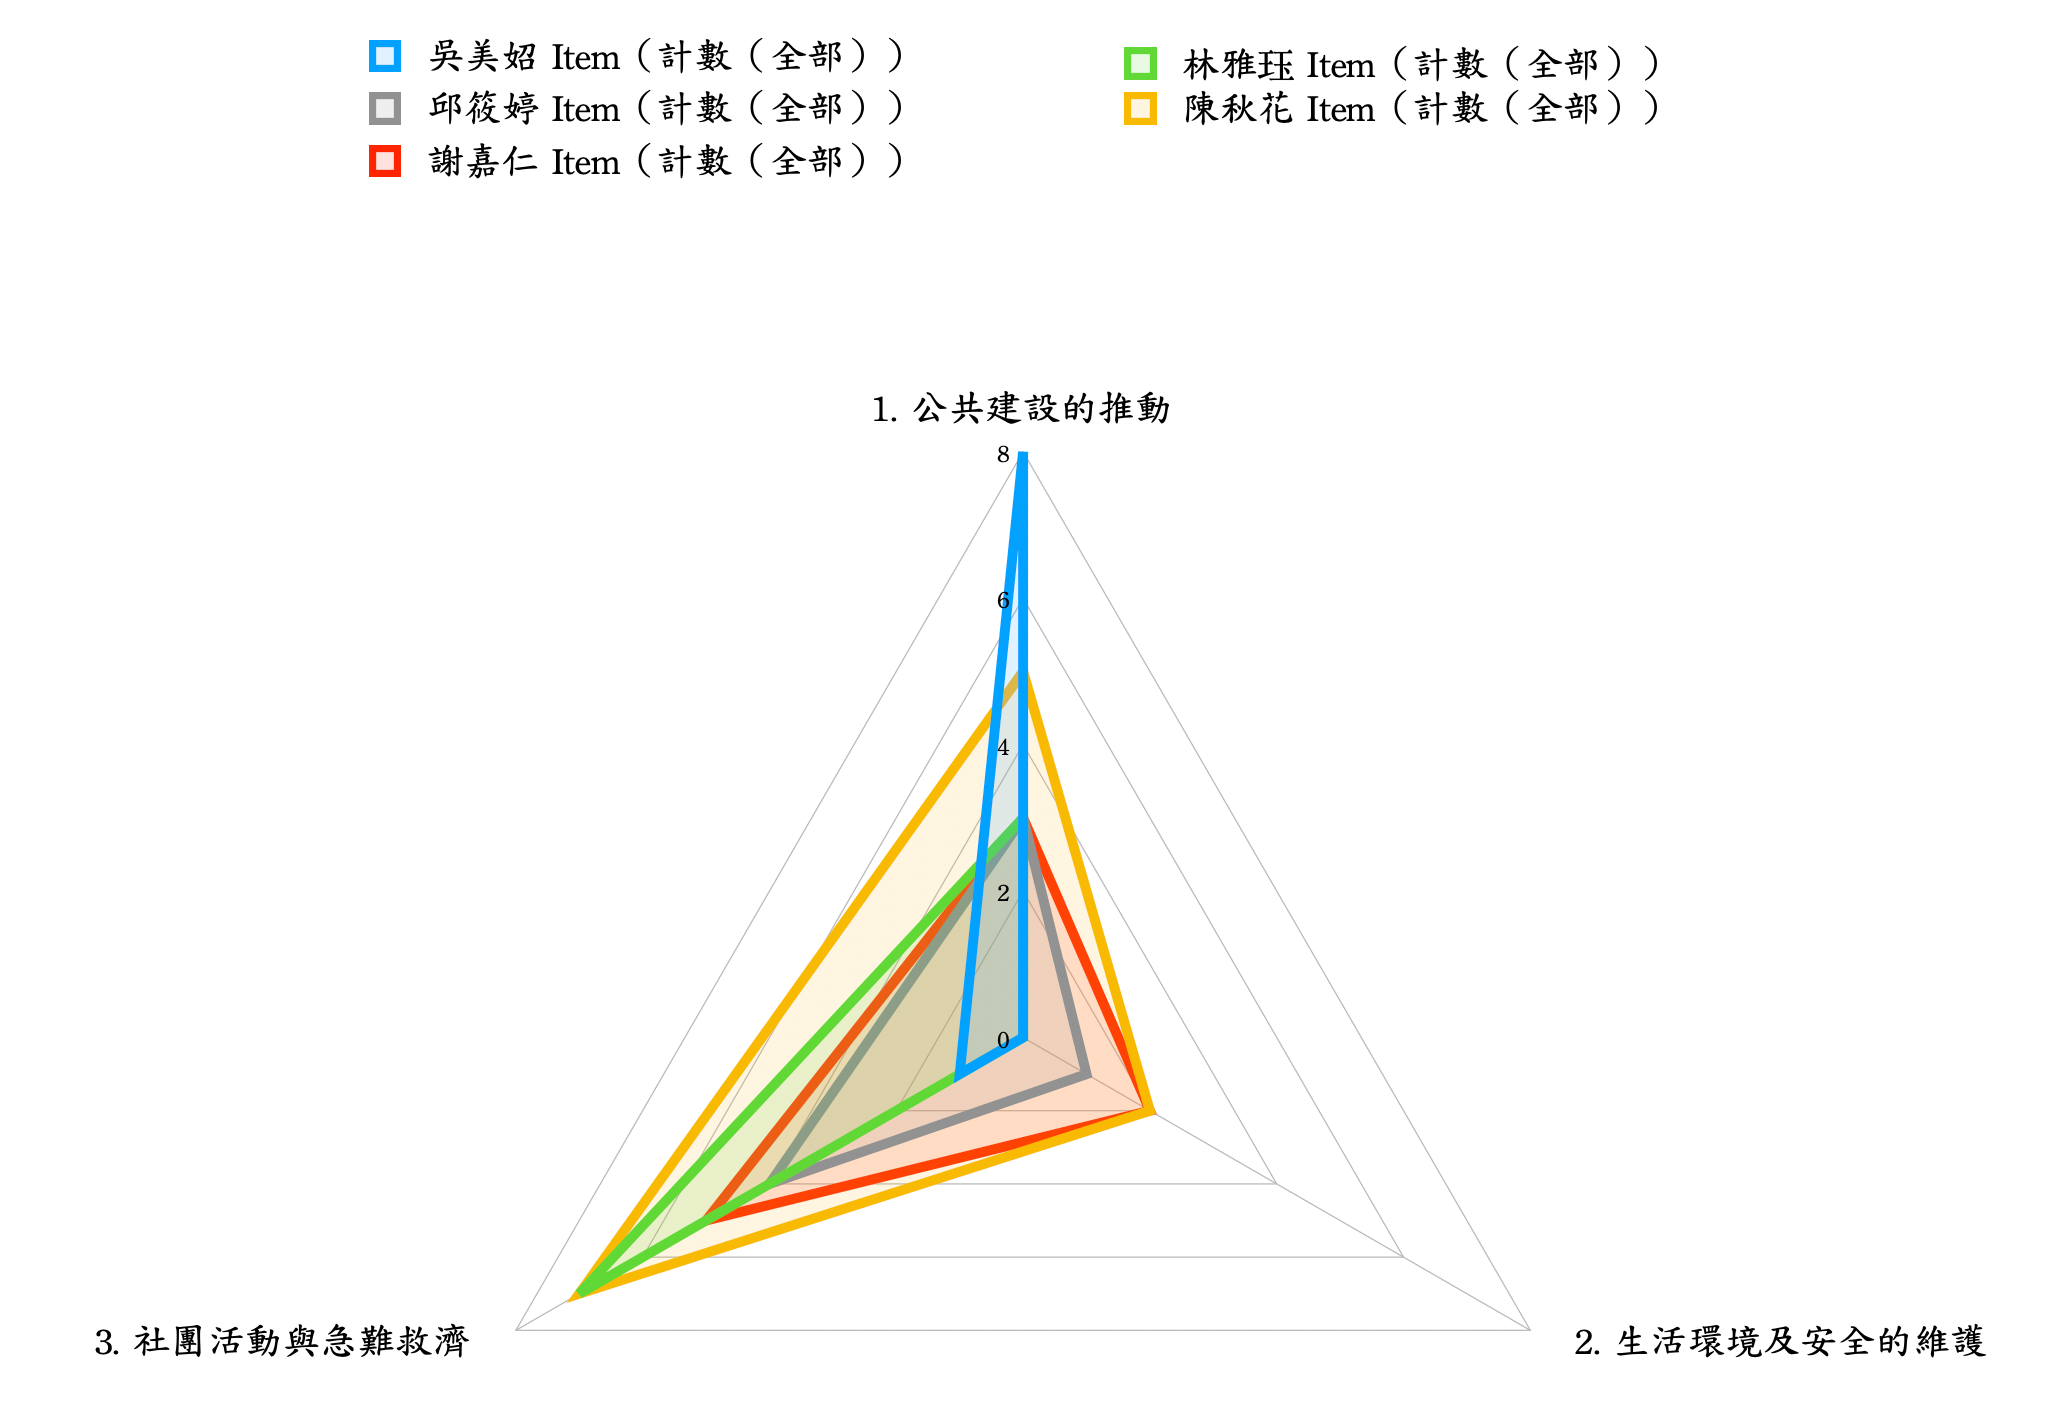 吳美妱 Item（計數（全部））
林雅珏 Item（計數（全部））
邱筱婷 Item（計數（全部））
陳秋花 Item（計數（全部））
謝嘉仁 Item（計數（全部））
1. 公共建設的推動
8
6
4
2
0
3. 社團活動與急難救濟
2. 生活環境及安全的維護